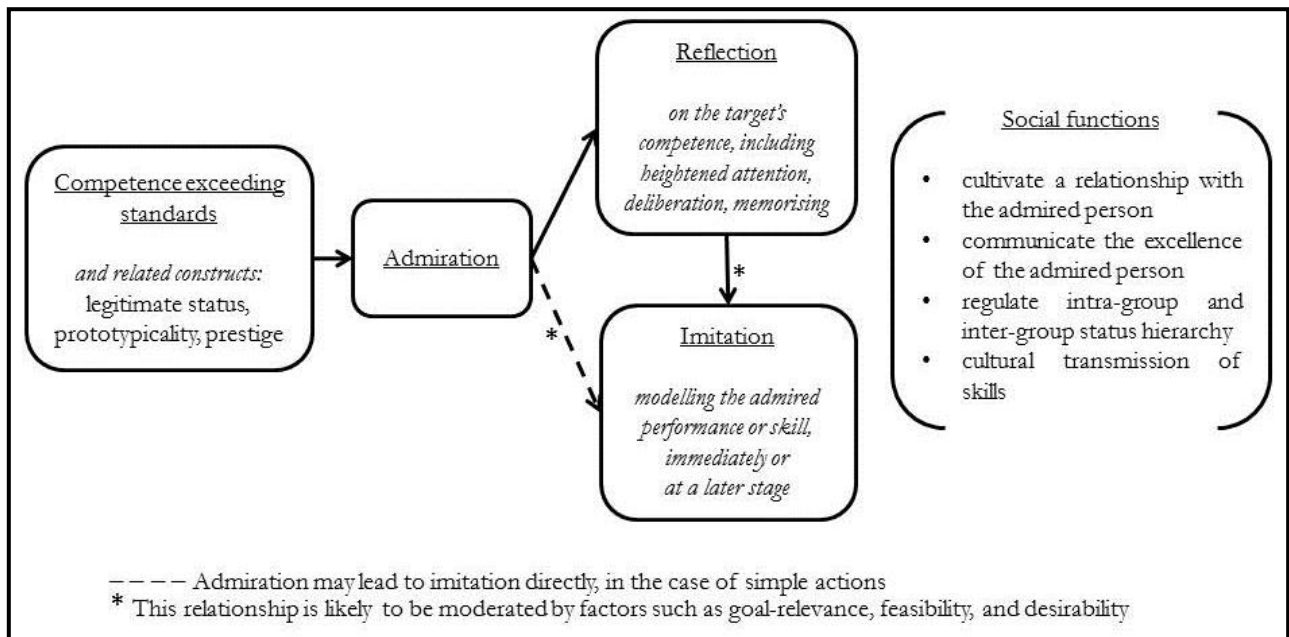 Competence exceeding
standards
and related constructs:
legitimate status,
prototypicality, prestige
Admiration
Reflection
on the target's
competence, including
heightened attention,
deliberation, memorising
*
*
Imitation
modelling the admired
performance or skill,
immediately or
at a later stage
Social functions
• cultivate a relationship with
the admired person
• communicate the excellence
of the admired person
• regulate intra-group and
inter-group status hierarchy
• cultural transmission of
skills
– – – – Admiration may lead to imitation directly, in the case of simple actions
* This relationship is likely to be moderated by factors such as goal-relevance, feasibility, and desirability